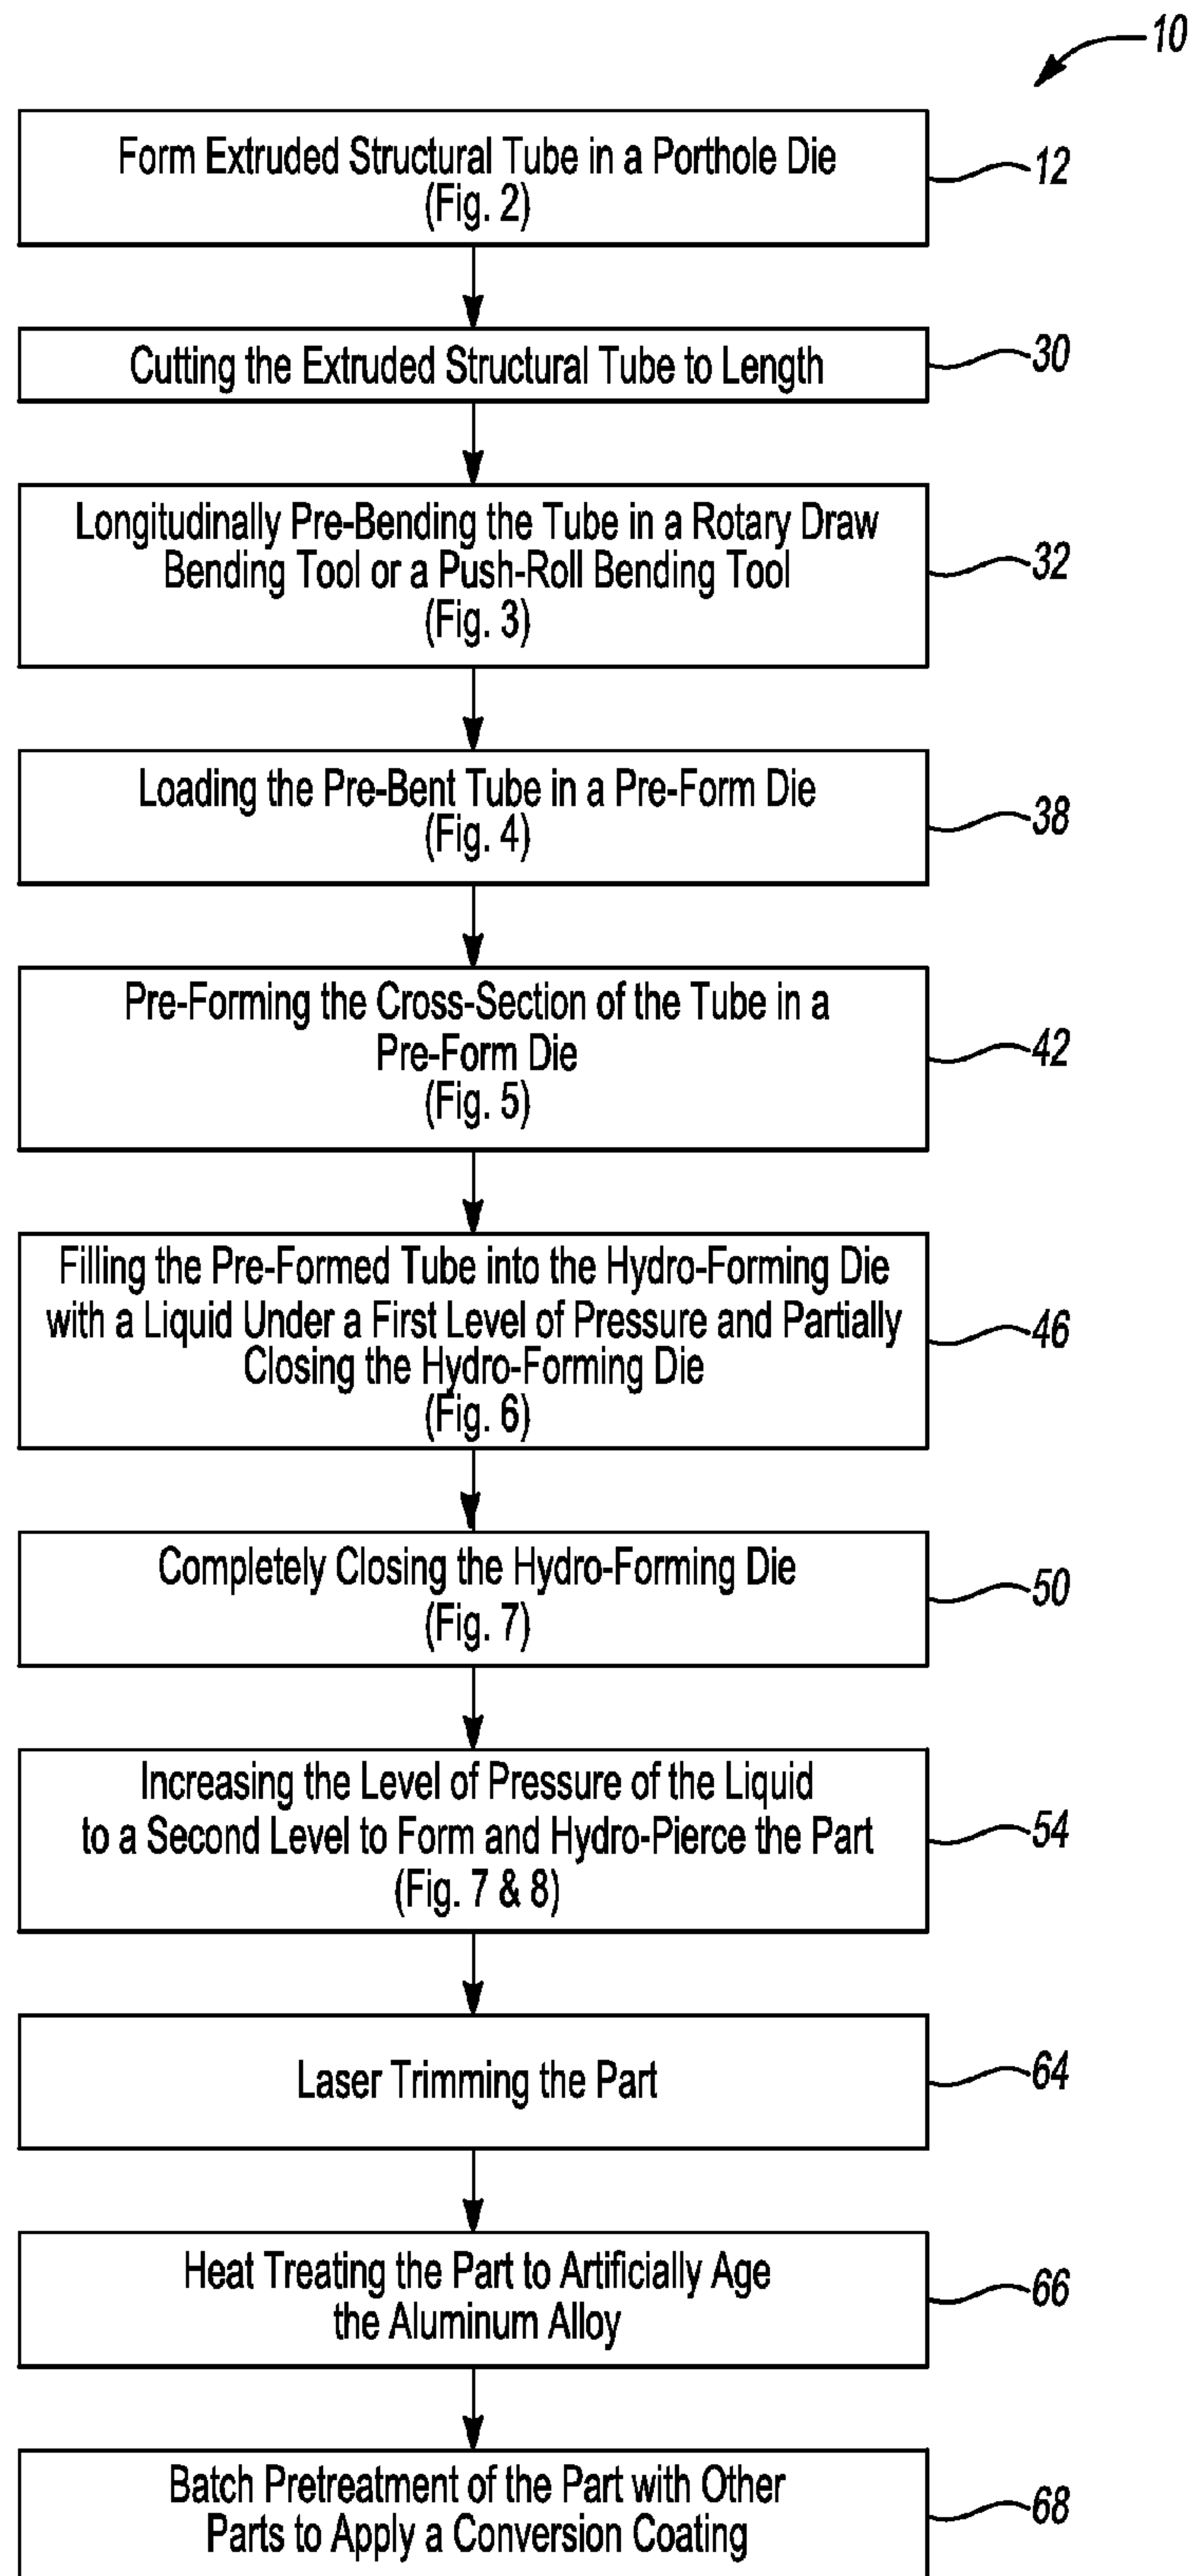 10
Form Extruded Structural Tube in a Porthole Die
(Fig. 2)
12
Cutting the Extruded Structural Tube to Length
30
Longitudinally Pre-Bending the Tube in a Rotary Draw
Bending Tool or a Push-Roll Bending Tool
(Fig. 3)
32
Loading the Pre-Bent Tube in a Pre-Form Die
(Fig. 4)
38
Pre-Forming the Cross-Section of the Tube in a
Pre-Form Die
(Fig. 5)
42
Filling the Pre-Formed Tube into the Hydro-Forming Die
with a Liquid Under a First Level of Pressure and Partially
Closing the Hydro-Forming Die
(Fig. 6)
46
Completely Closing the Hydro-Forming Die
(Fig. 7)
50
Increasing the Level of Pressure of the Liquid
to a Second Level to Form and Hydro-Pierce the Part
(Fig. 7 & 8)
54
Laser Trimming the Part
64
Heat Treating the Part to Artificially Age
the Aluminum Alloy
66
Batch Pretreatment of the Part with Other
Parts to Apply a Conversion Coating
68